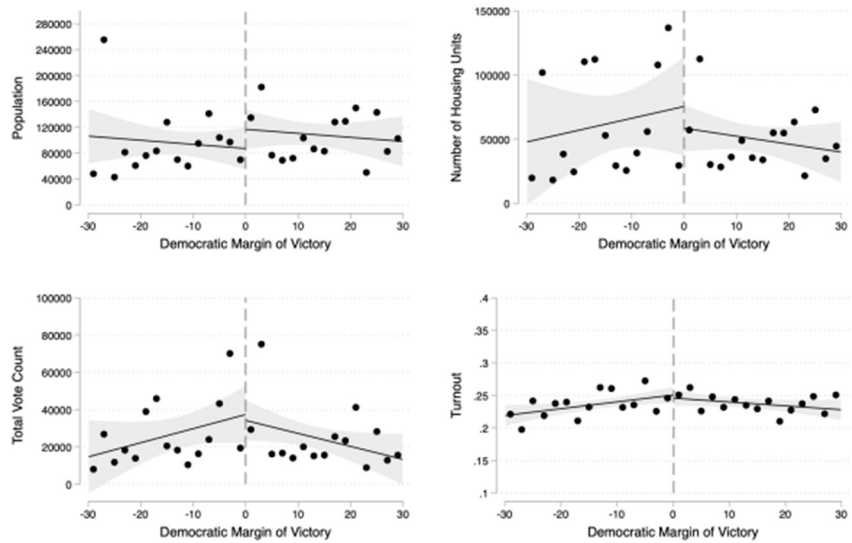 Population
280000
240000
200000
160000
120000
80000
40000
0
-30 -20 -10 0 10 20 30
Democratic Margin of Victory
Number of Housing Units
150000
100000
50000
0
-30 -20 -10 0 10 20 30
Democratic Margin of Victory
Total Vote Count
100000
80000
60000
40000
20000
0
-30 -20 -10 0 10 20 30
Democratic Margin of Victory
Turnout
.4
.35
.3
.25
.2
.15
.1
-30 -20 -10 0 10 20 30
Democratic Margin of Victory